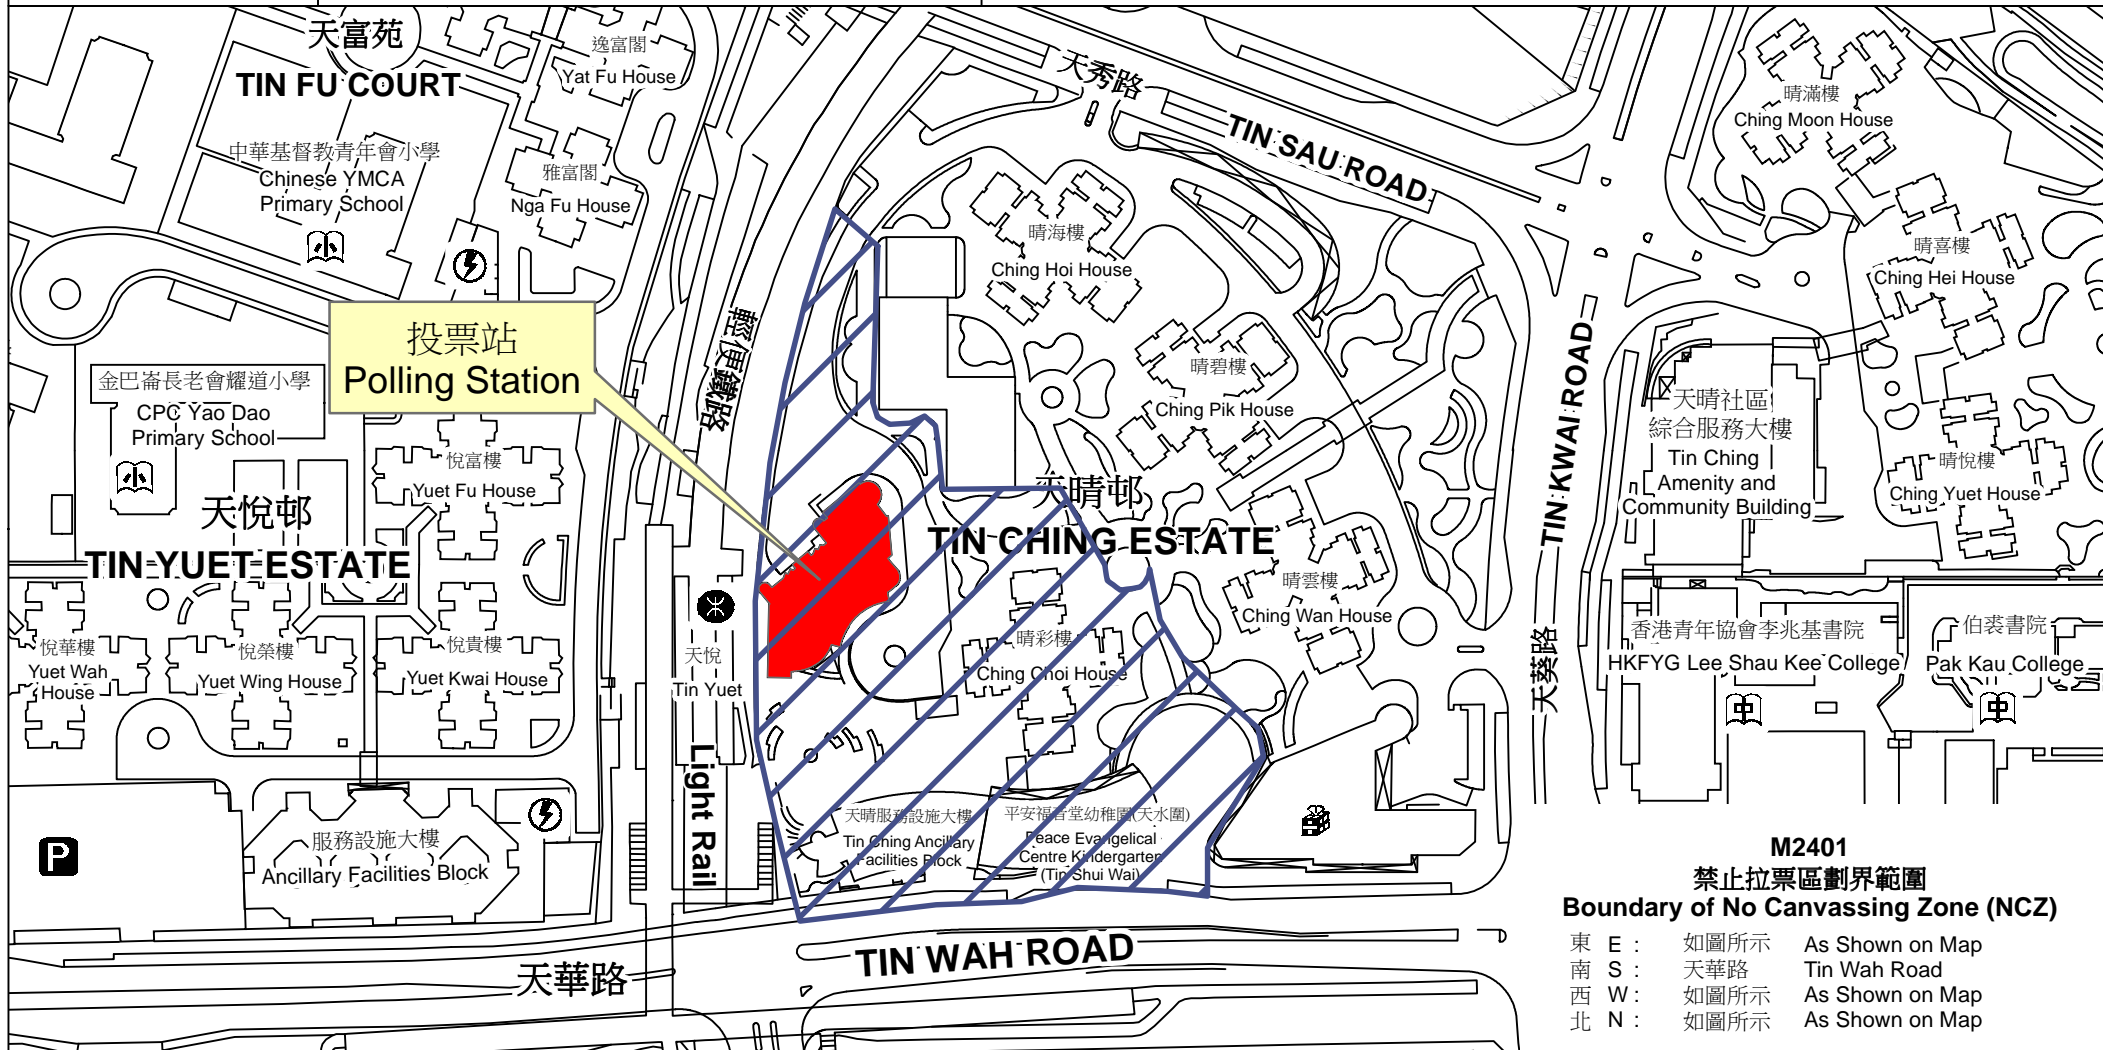 天富苑
TIN FU COURT
逸富閣
Yat Fu House
中華基督教青年會小學
Chinese YMCA
Primary School
小
雅富閣
Nga Fu House
投票站
Polling Station
金巴崙長老會耀道小學
CPC Yao Dao
Primary School
小
悅富樓
Yuet Fu House
天悅邨
TIN YUET ESTATE
悅華樓
Yuet Wah
House
悅榮樓
Yuet Wing House
悅貴樓
Yuet Kwai House
服務設施大樓
Ancillary Facilities Block
P
輕便鐵路
天悅
Tin Yuet
Light Rail
天秀路
TIN SAU ROAD
晴海樓
Ching Hoi House
晴碧樓
Ching Pik House
天晴邨
TIN CHING ESTATE
晴雲樓
Ching Wan House
晴彩樓
Ching Choi House
天晴服務設施大樓
Tin Ching Ancillary
Facilities Block
平安福音堂幼稚園(天水圍)
Peace Evangelical
Centre Kindergarten
(Tin Shui Wai)
天華路
TIN WAH ROAD
TIN KWAI ROAD
天葵路
晴滿樓
Ching Moon House
晴喜樓
Ching Hei House
晴悅樓
Ching Yuet House
天晴社區
綜合服務大樓
Tin Ching
Amenity and
Community Building
香港青年協會李兆基書院
HKFYG Lee Shau Kee College
中
伯裘書院
Pak Kau College
中
M2401
禁止拉票區劃界範圍
Boundary of No Canvassing Zone (NCZ)
東 E : 如圖所示 As Shown on Map
南 S : 天華路 Tin Wah Road
西 W : 如圖所示 As Shown on Map
北 N : 如圖所示 As Shown on Map